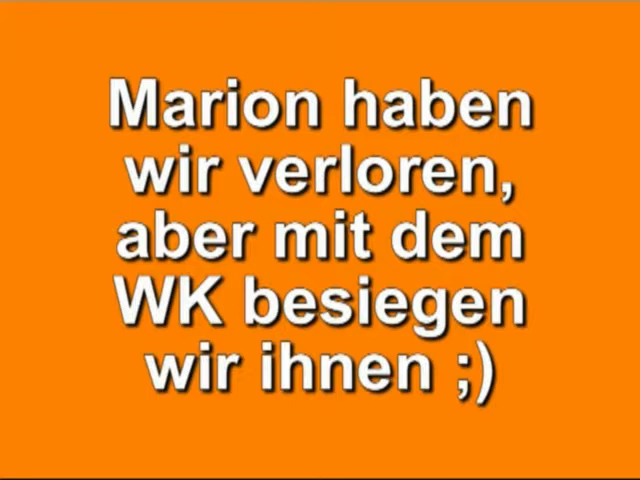 Marion haben
wir verloren,
aber mit dem
WK besiegen
wir ihnen ;)